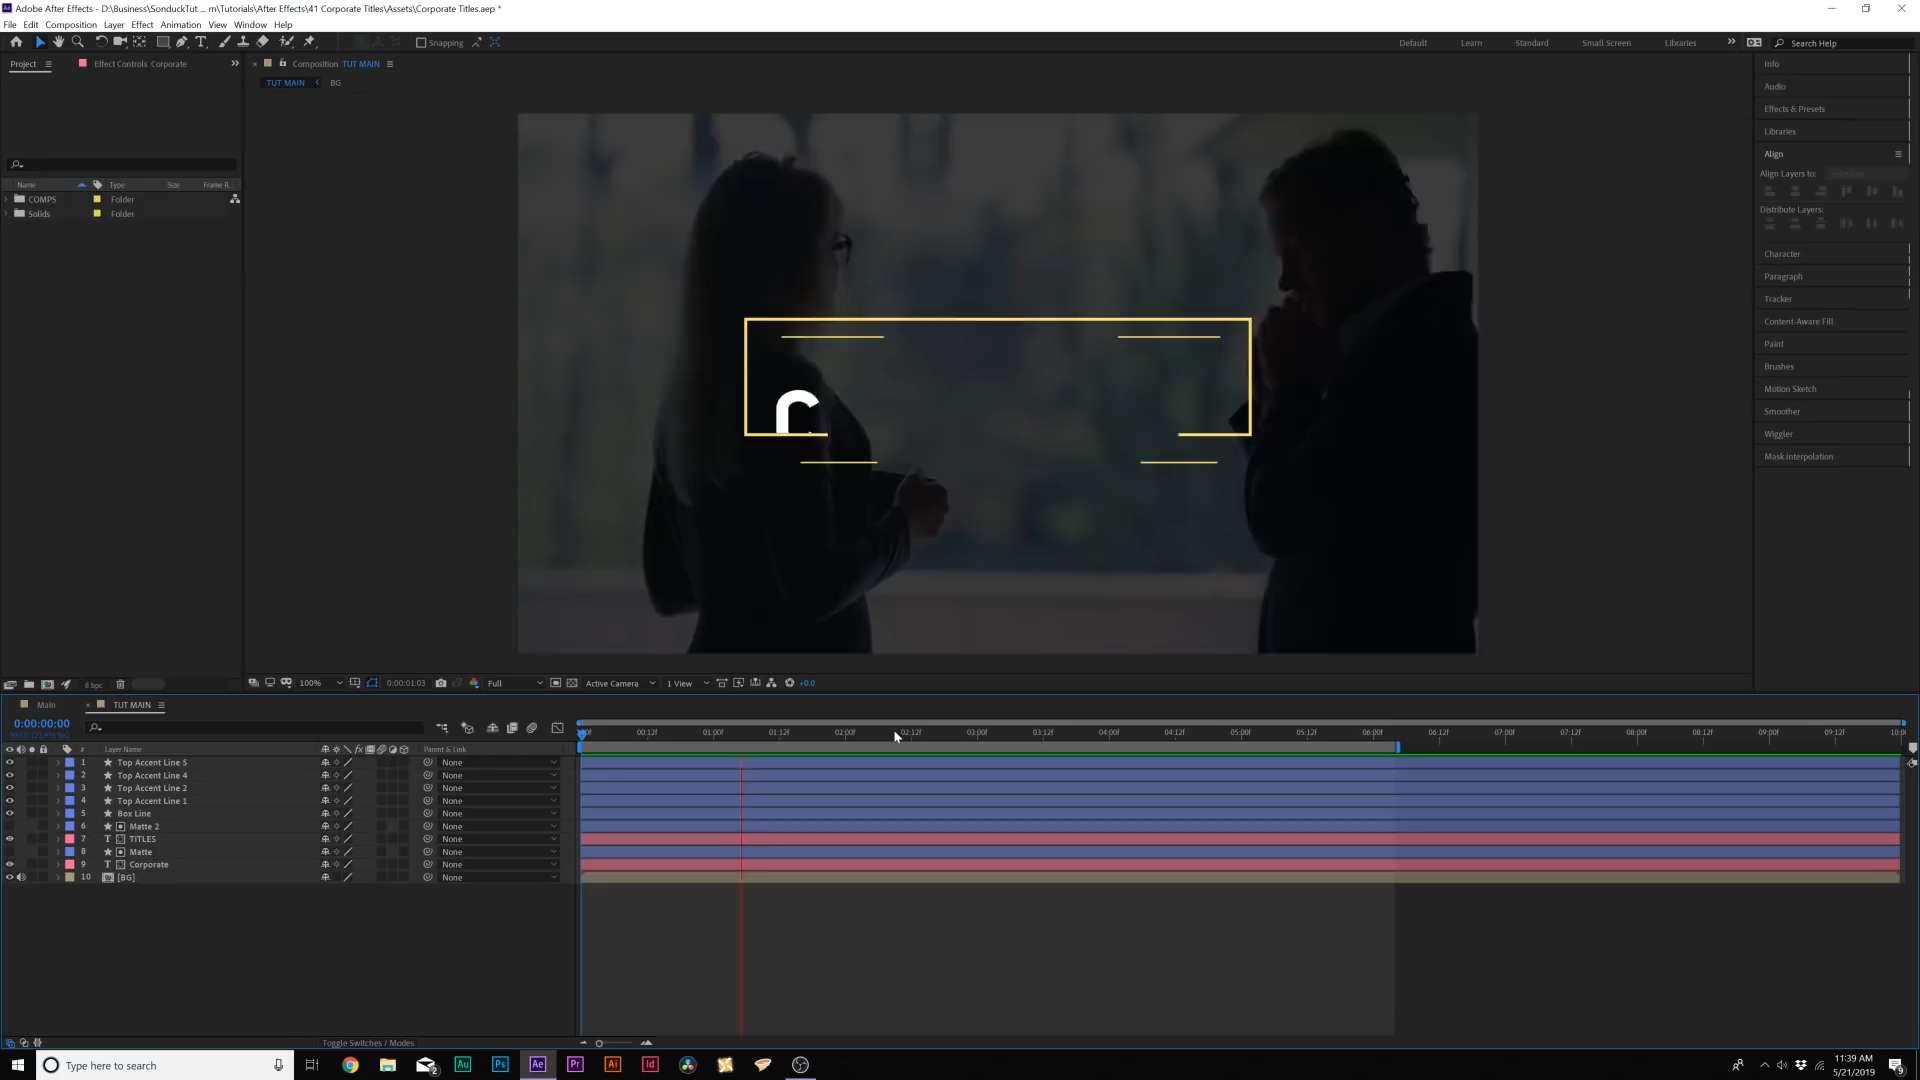 Adobe After Effects - D:\Business\SonduckTut ... m\Tutorials\After Effects\41 Corporate Titles\Assets\Corporate Titles.aep *
File Edit Composition Layer Effect Animation View Window Help
Snapping
Default Learn Standard Small Screen Libraries Search Help
Project Effect Controls Corporate
Composition TUT MAIN
TUT MAIN BG
Name Type Size Frame R...
COMPS Folder
Solids Folder
Info
Audio
Effects & Presets
Libraries
Align
Align Layers to:
Distribute Layers:
Character
Paragraph
Tracker
Content-Aware Fill
Paint
Brushes
Motion Sketch
Smoother
Wiggler
Mask Interpolation
8 bpc
100% 0:00:01:03 Full Active Camera 1 View +0.0
Main TUT MAIN
0:00:00:00
00:12f 01:00f 01:12f 02:00f 02:12f 03:00f 03:12f 04:00f 04:12f 05:00f 05:12f 06:00f 06:12f 07:00f 07:12f 08:00f 08:12f 09:00f 09:12f
# Layer Name Parent & Link
1 Top Accent Line 5 None
2 Top Accent Line 4 None
3 Top Accent Line 2 None
4 Top Accent Line 1 None
5 Box Line None
6 Matte 2 None
7 TITLES None
8 Matte None
9 Corporate None
10 [BG] None
Toggle Switches / Modes
Type here to search
11:39 AM
5/21/2019